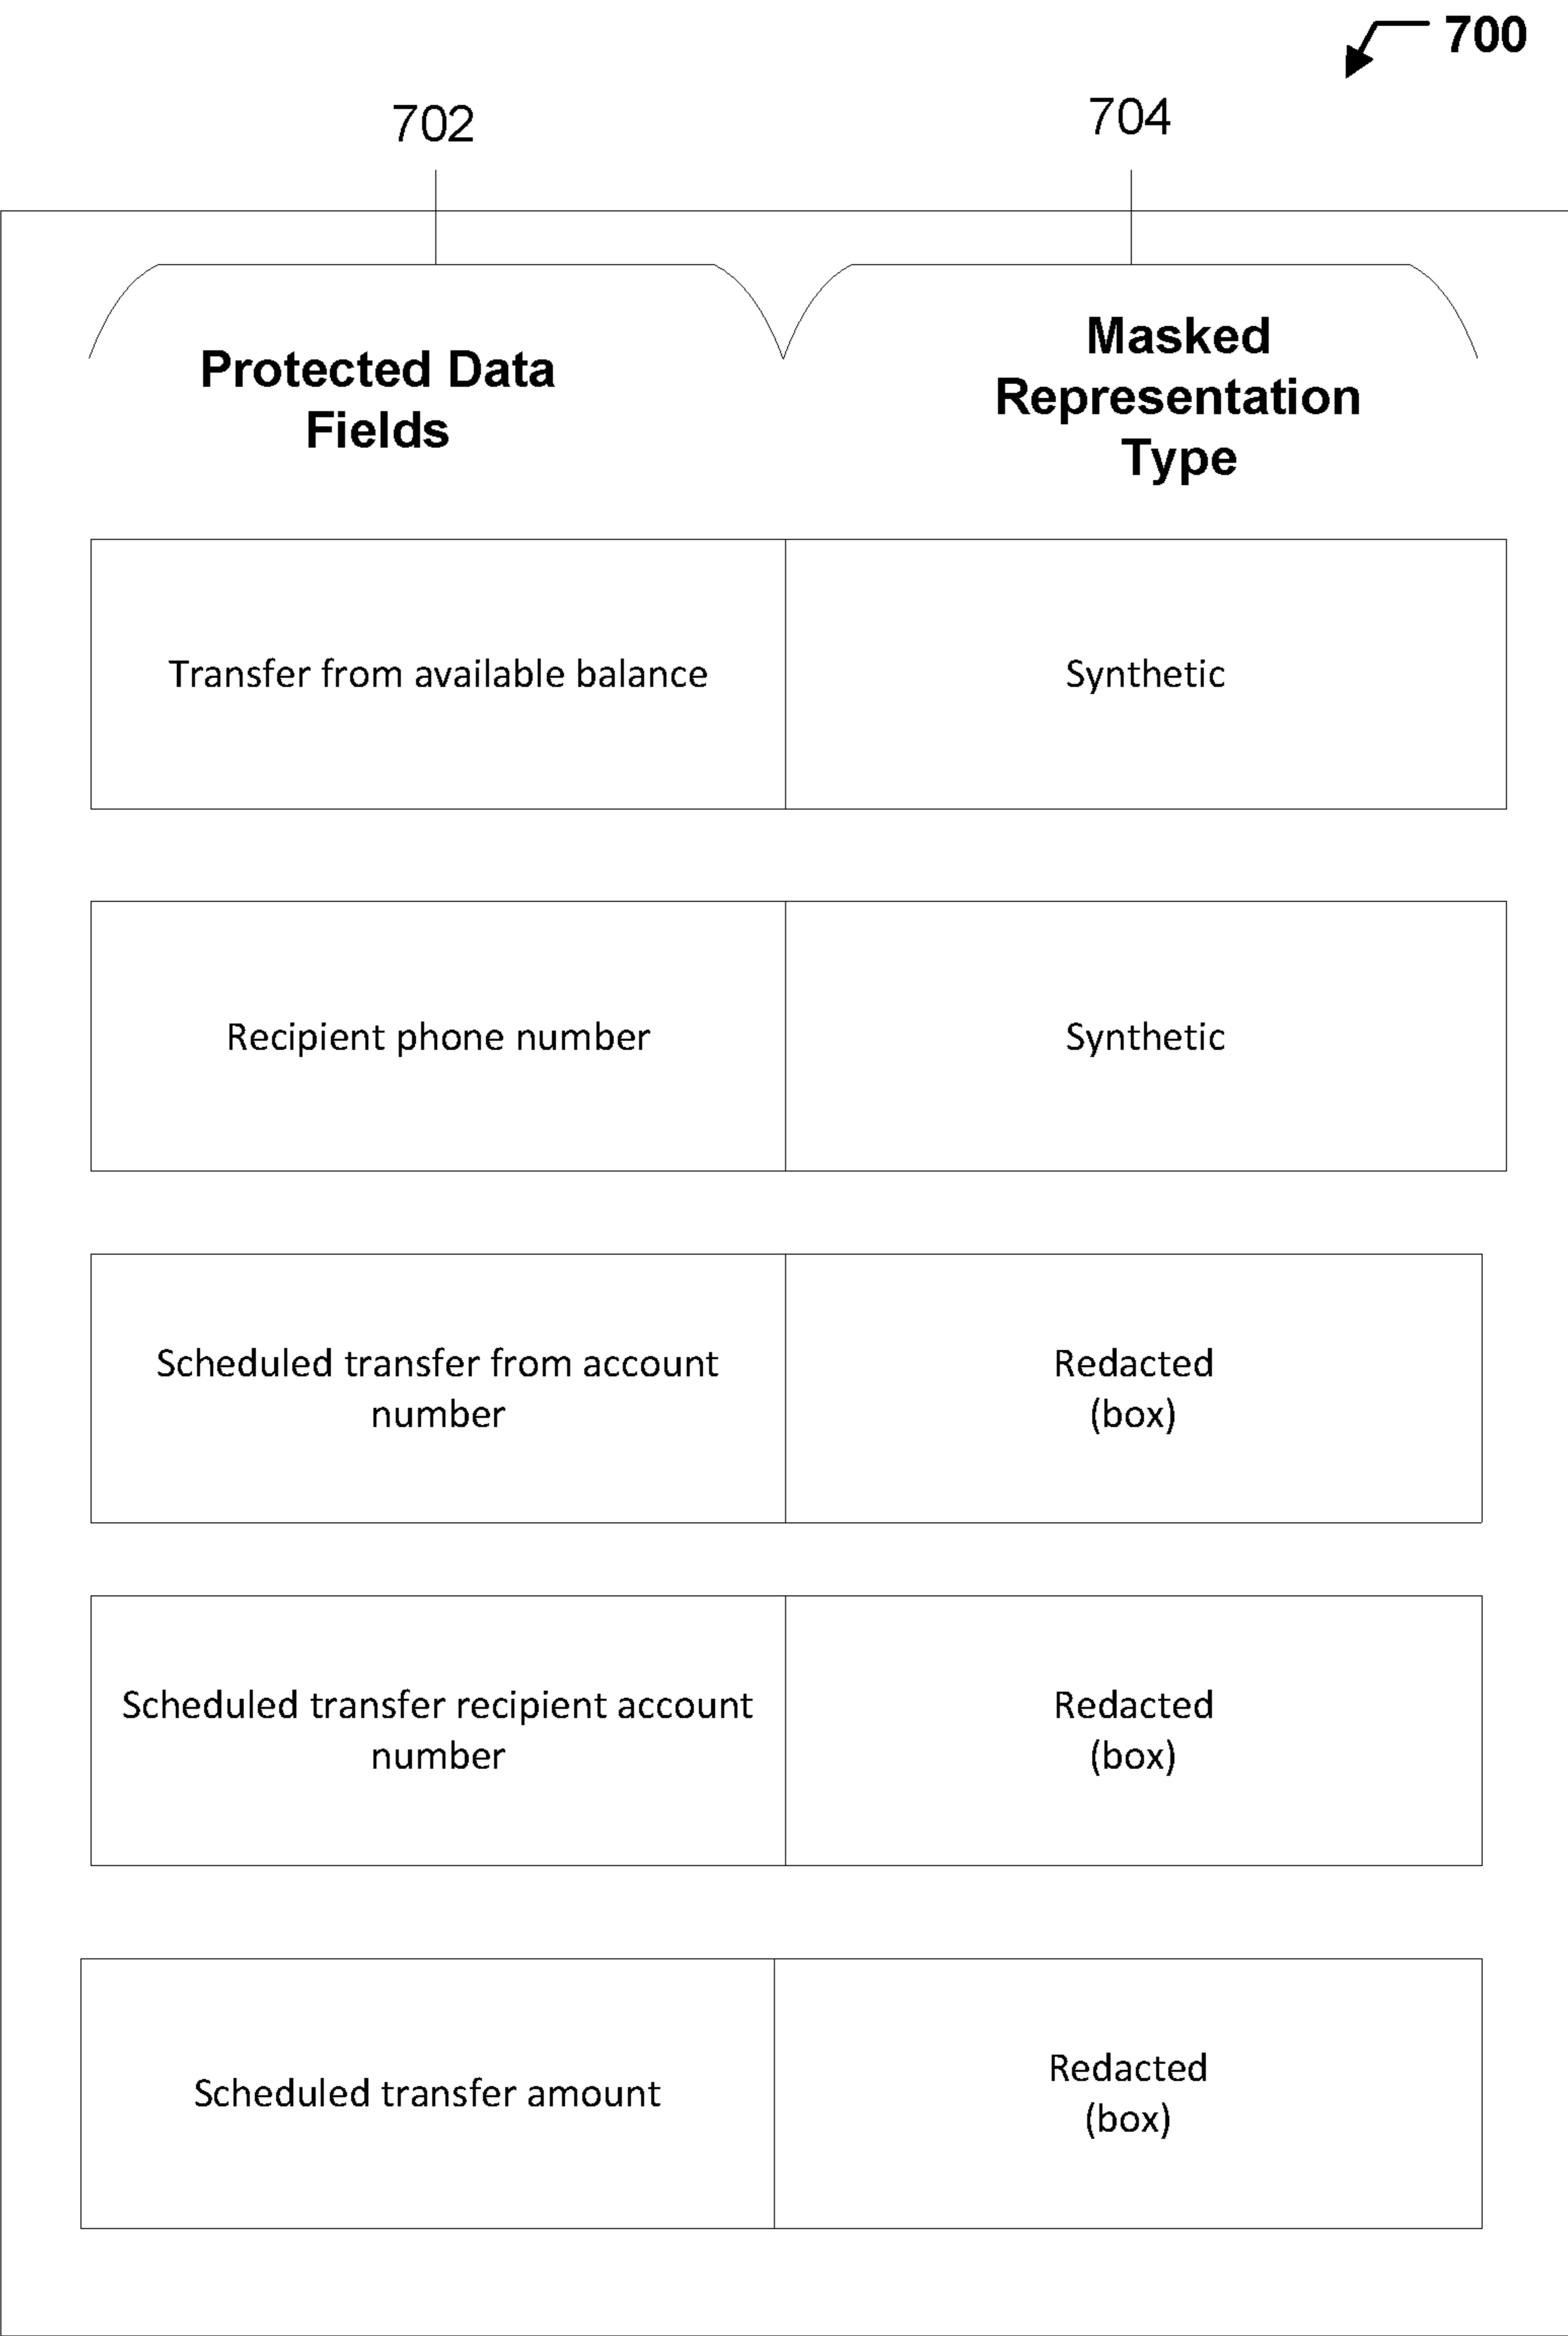 700
702
704
Protected Data
Fields
Masked
Representation
Type
Transfer from available balance
Synthetic
Recipient phone number
Synthetic
Scheduled transfer from account
number
Redacted
(box)
Scheduled transfer recipient account
number
Redacted
(box)
Scheduled transfer amount
Redacted
(box)